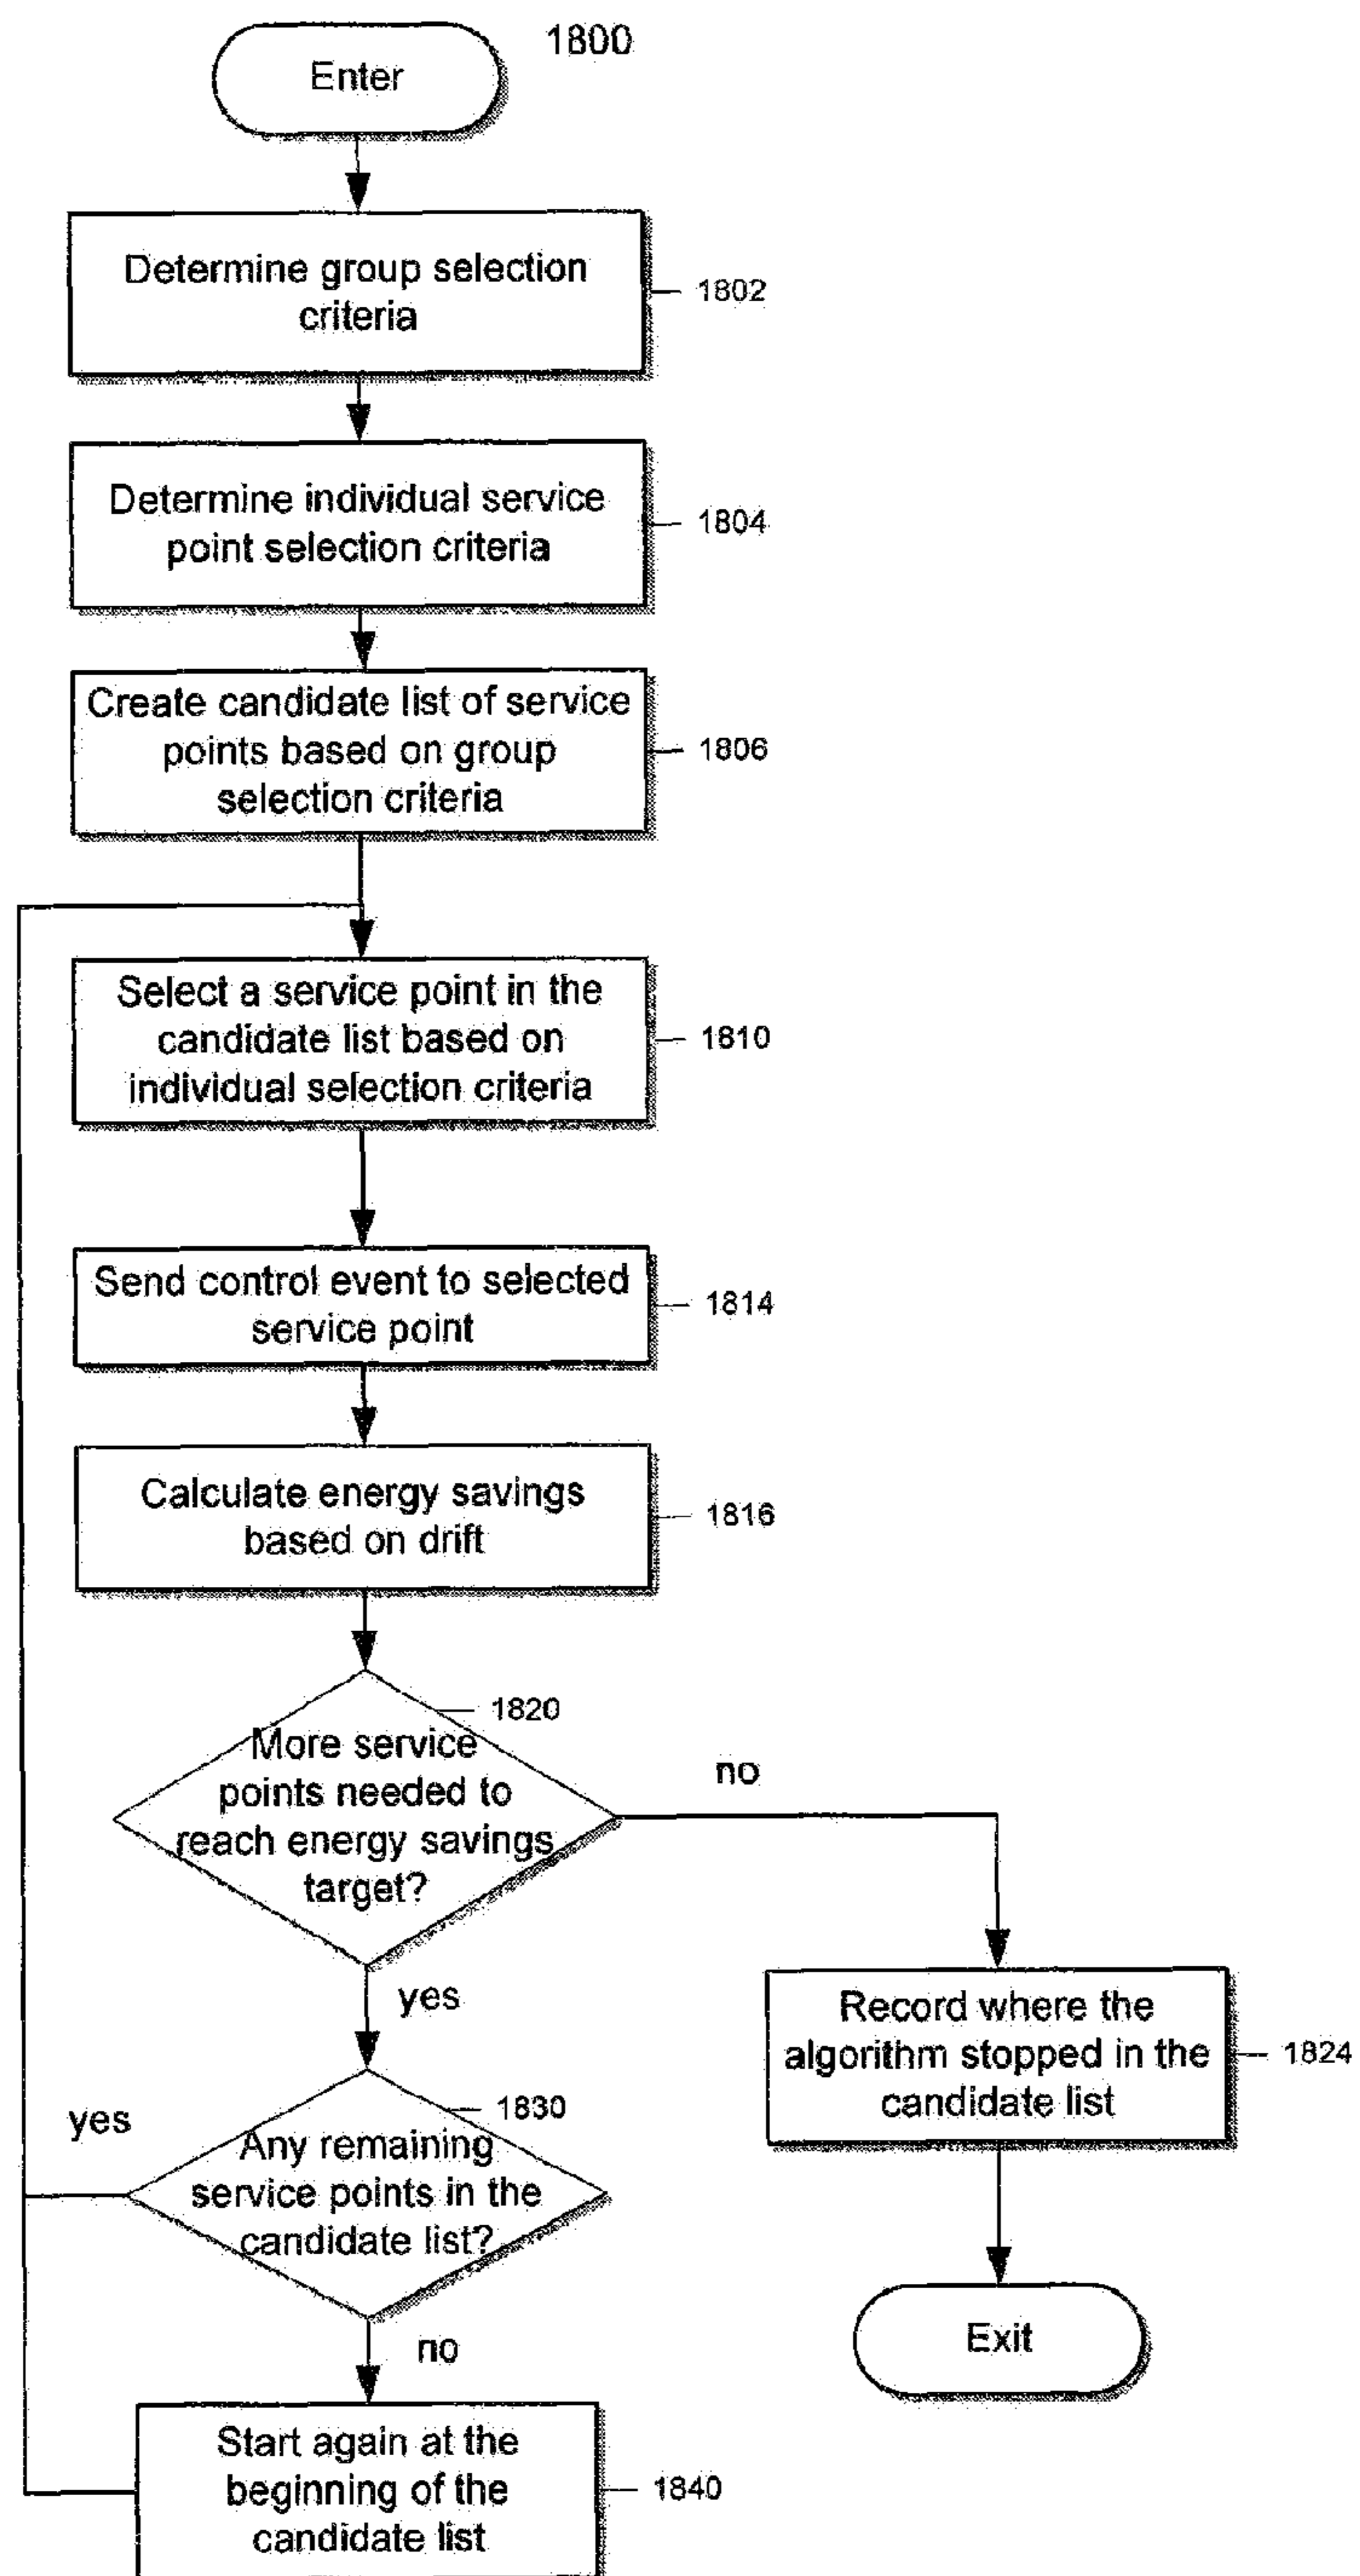 1800
Enter
Determine group selection
criteria
1802
Determine individual service
point selection criteria
1804
Create candidate list of service
points based on group
selection criteria
1806
Select a service point in the
candidate list based on
individual selection criteria
1810
Send control event to selected
service point
1814
Calculate energy savings
based on drift
1816
1820
More service
points needed to
reach energy savings
target?
no
yes
Record where the
algorithm stopped in the
candidate list
1824
1830
yes
Any remaining
service points in the
candidate list?
no
Exit
Start again at the
beginning of the
candidate list
1840